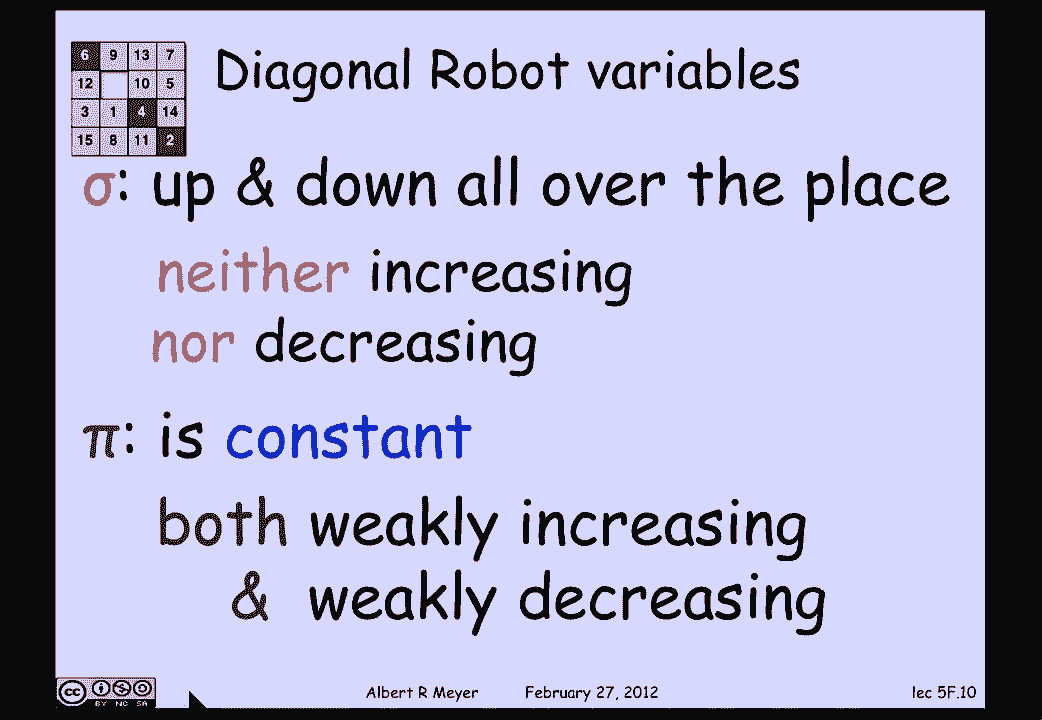 6 9 13 7
12 10 5
3 1 4 14
15 8 11 2
Diagonal Robot variables
σ: up & down all over the place
neither increasing
nor decreasing
π: is constant
both weakly increasing
& weakly decreasing
cc BY NC SA
Albert R Meyer February 27, 2012 lec 5F.10